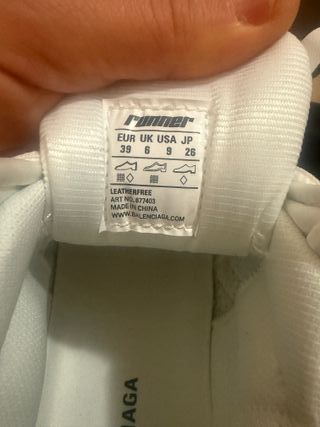 runner
EUR UK USA JP
39 6 9 26
LEATHERFREE
ART NO. 677403
MADE IN CHINA
WWW.BALENCIAGA.COM
IAGA